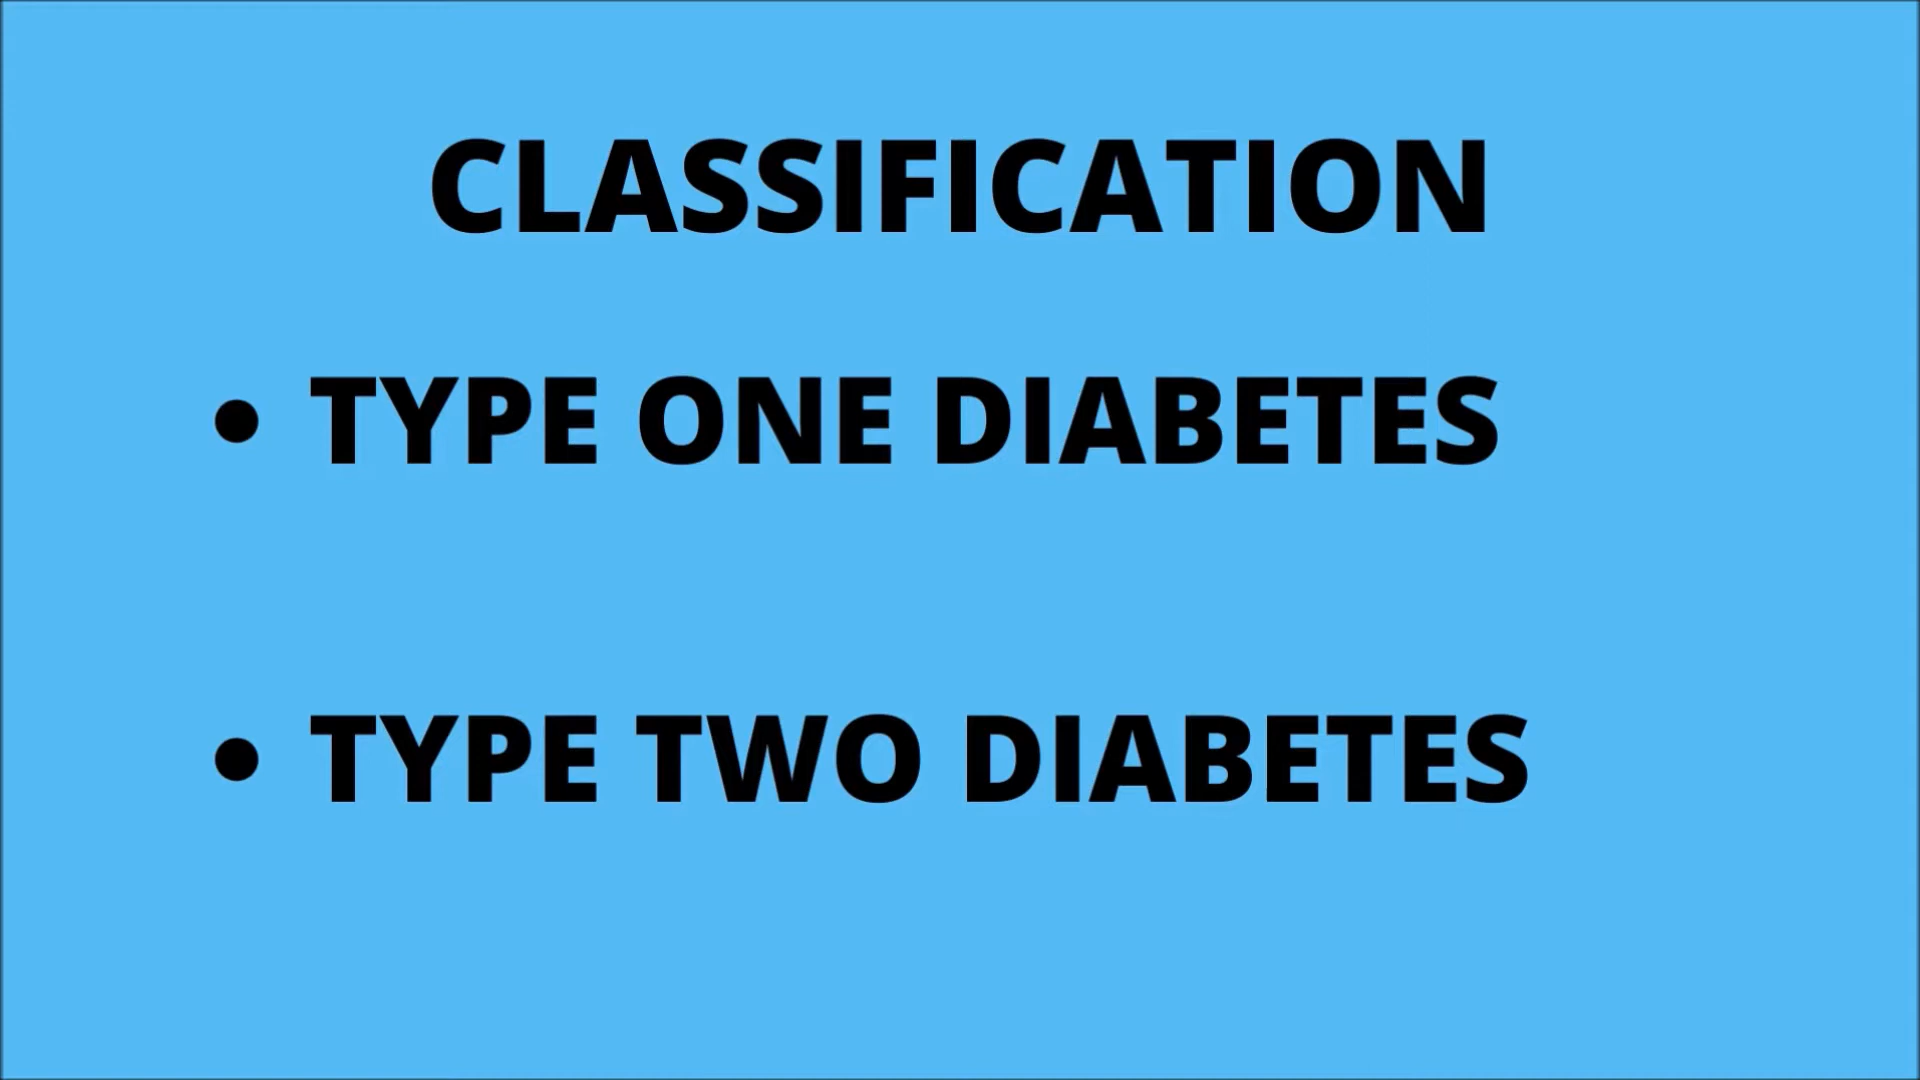 CLASSIFICATION
• TYPE ONE DIABETES
• TYPE TWO DIABETES